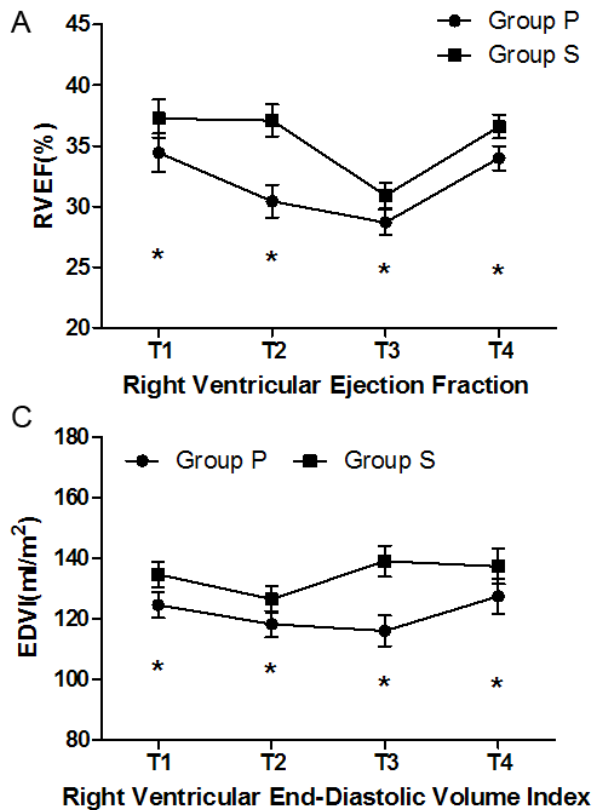 A
Group P
Group S
45
40
35
30
25
20
RVEF(%)
* * * *
T1 T2 T3 T4
Right Ventricular Ejection Fraction
C
180
160
140
120
100
80
Group P Group S
EDVI(ml/m²)
* * * *
T1 T2 T3 T4
Right Ventricular End-Diastolic Volume Index